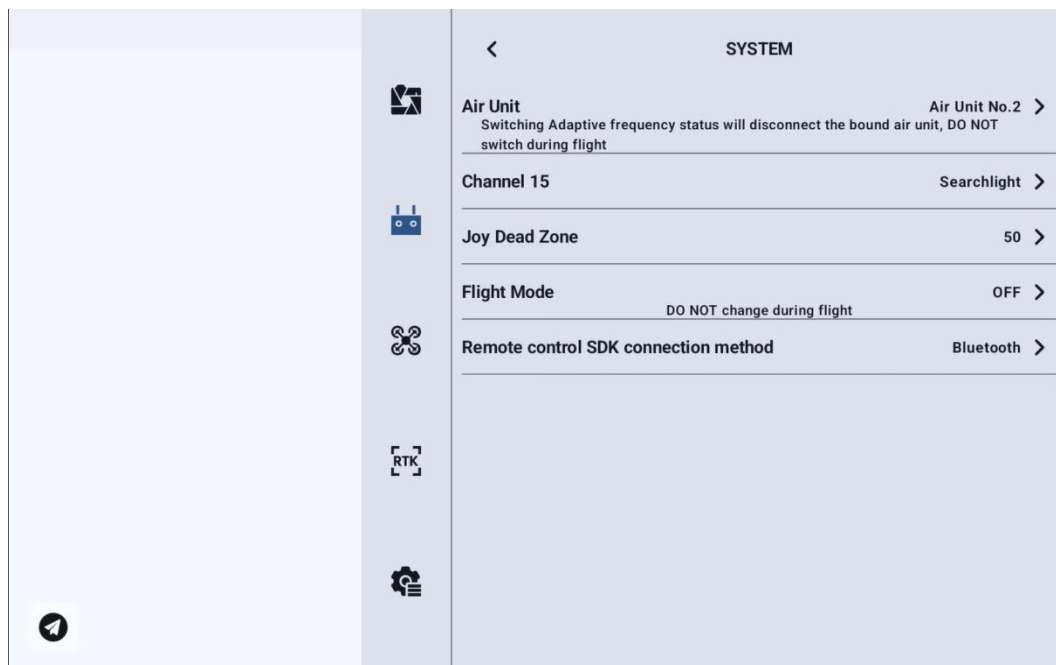 SYSTEM
Air Unit
Air Unit No.2
Switching Adaptive frequency status will disconnect the bound air unit, DO NOT
switch during flight
Channel 15
Searchlight
Joy Dead Zone
50
Flight Mode
OFF
DO NOT change during flight
Remote control SDK connection method
Bluetooth
RTK